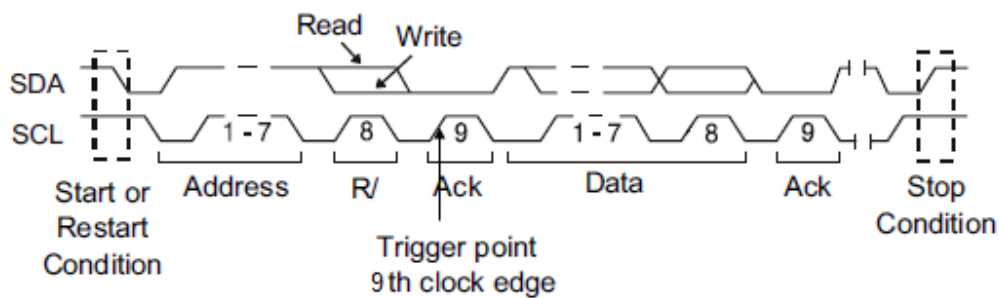 Read
Write
SDA
SCL
1 - 7
8
9
1 - 7
8
9
Address
R/
Ack
Data
Ack
Start or
Restart
Condition
Stop
Condition
Trigger point
9th clock edge